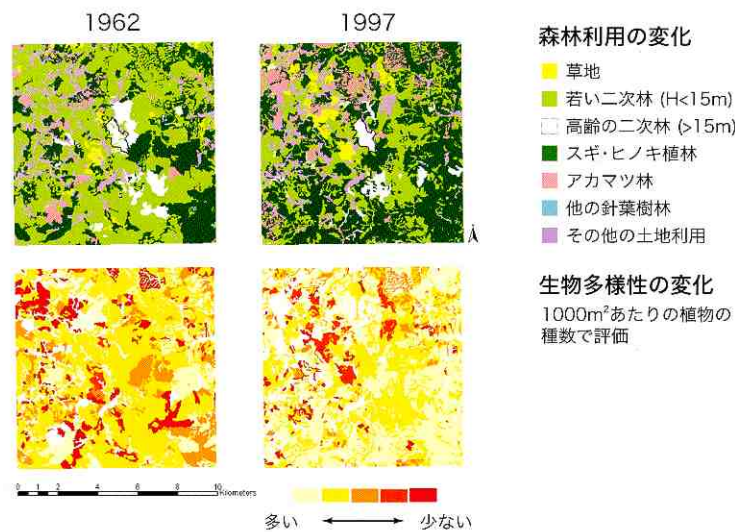 1962
1997
森林利用の変化
草地
若い二次林 (H<15m)
高齢の二次林 (>15m)
スギ・ヒノキ植林
アカマツ林
他の針葉樹林
その他の土地利用
生物多様性の変化
1000m²あたりの植物の
種数で評価
0 1 2 4 6 8 10 Kilometers
多い 少ない